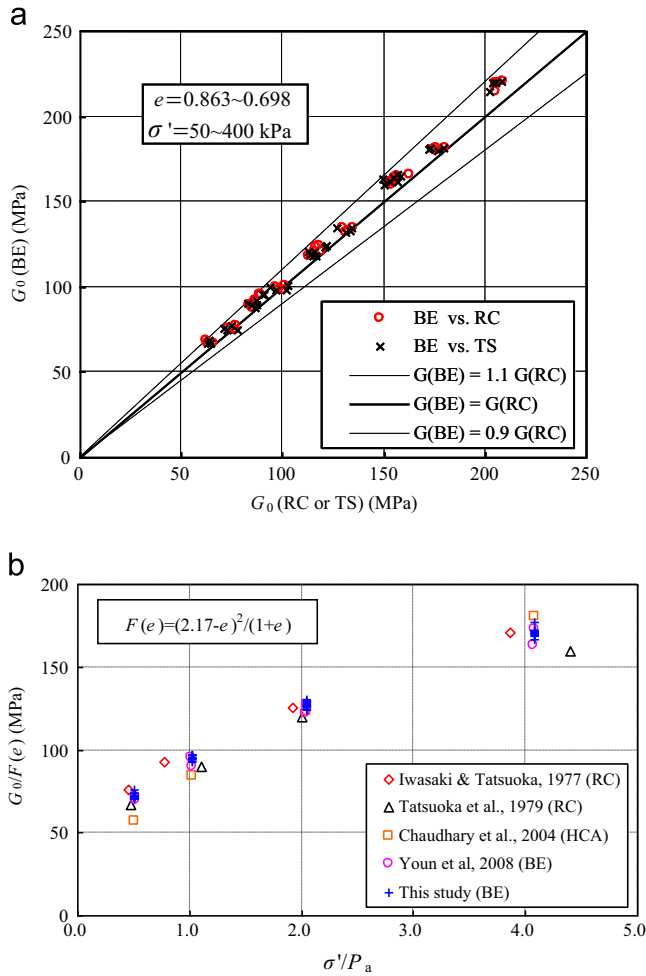 a
250
200
150
100
50
0
G₀ (BE) (MPa)
e=0.863~0.698
σ'=50~400 kPa
BE vs. RC
BE vs. TS
G(BE) = 1.1 G(RC)
G(BE) = G(RC)
G(BE) = 0.9 G(RC)
0 50 100 150 200 250
G₀ (RC or TS) (MPa)
b
200
150
100
50
0
G₀/F(e) (MPa)
F(e)=(2.17-e)²/(1+e)
Iwasaki & Tatsuoka, 1977 (RC)
Tatsuoka et al., 1979 (RC)
Chaudhary et al., 2004 (HCA)
Youn et al, 2008 (BE)
This study (BE)
0.0 1.0 2.0 3.0 4.0 5.0
σ'/Pₐ